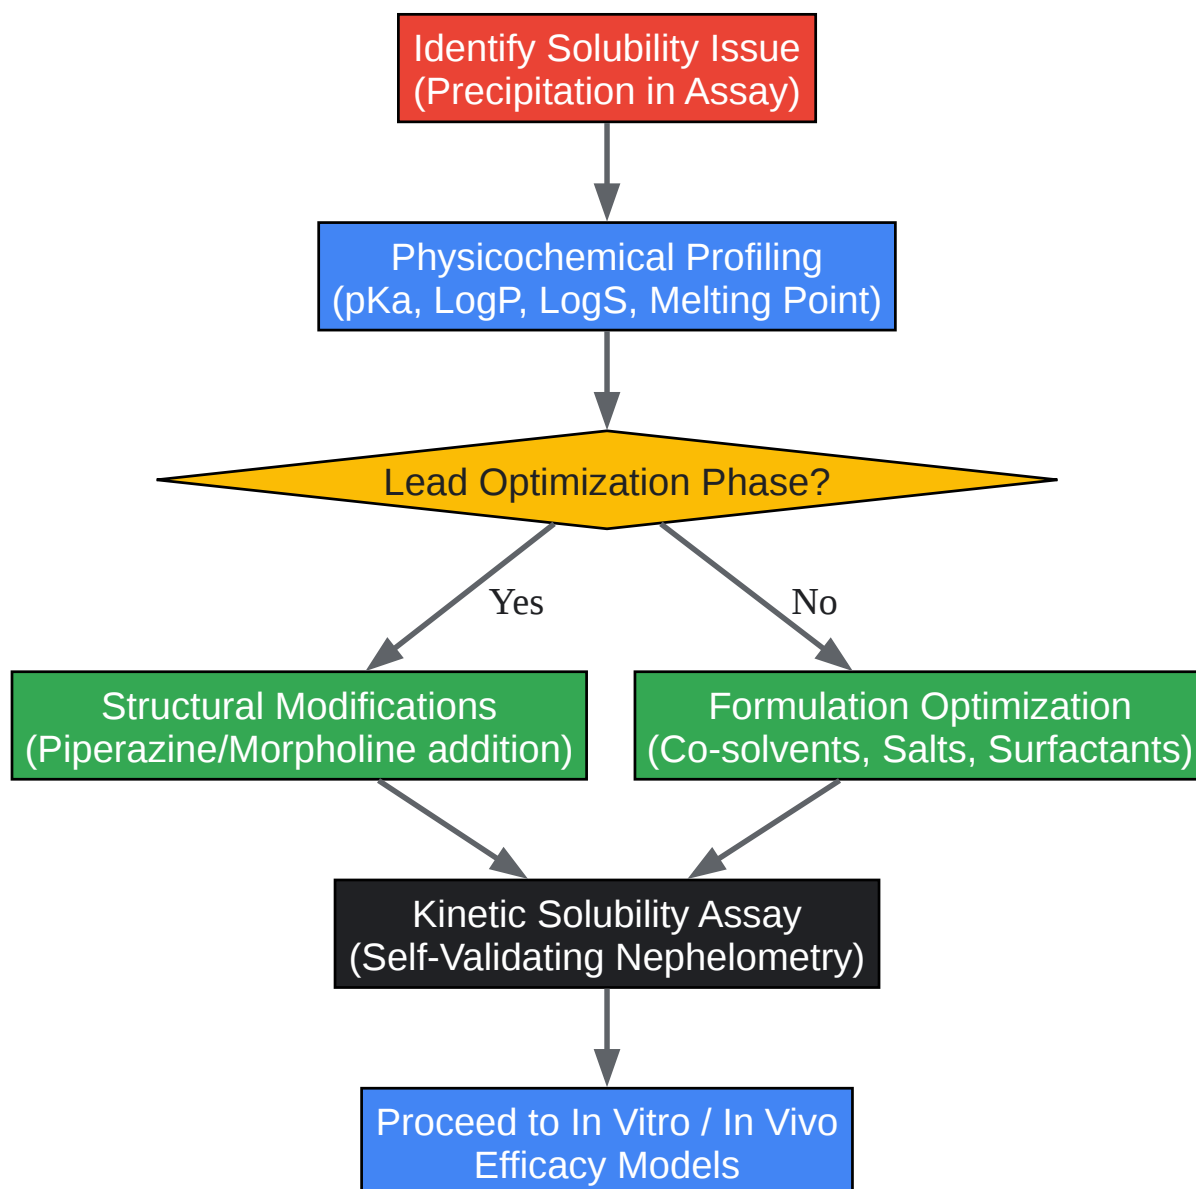 Identify Solubility Issue
(Precipitation in Assay)
Physicochemical Profiling
(pKa, LogP, LogS, Melting Point)
Lead Optimization Phase?
Yes
No
Structural Modifications
(Piperazine/Morpholine addition)
Formulation Optimization
(Co-solvents, Salts, Surfactants)
Kinetic Solubility Assay
(Self-Validating Nephelometry)
Proceed to In Vitro / In Vivo
Efficacy Models